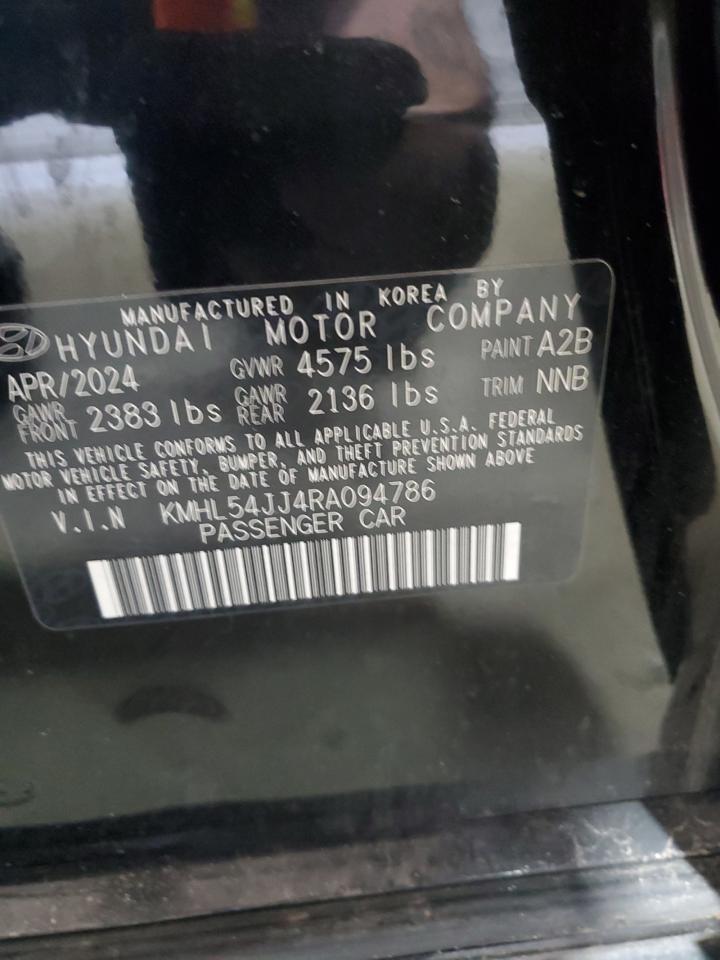 MANUFACTURED IN KOREA BY
HYUNDAI MOTOR COMPANY
APR/2024 GVWR 4575 lbs PAINT A2B
GAWR FRONT 2383 lbs GAWR REAR 2136 lbs TRIM NNB
THIS VEHICLE CONFORMS TO ALL APPLICABLE U.S.A. FEDERAL
MOTOR VEHICLE SAFETY, BUMPER, AND THEFT PREVENTION STANDARDS
IN EFFECT ON THE DATE OF MANUFACTURE SHOWN ABOVE
V.I.N KMHL54JJ4RA094786
PASSENGER CAR